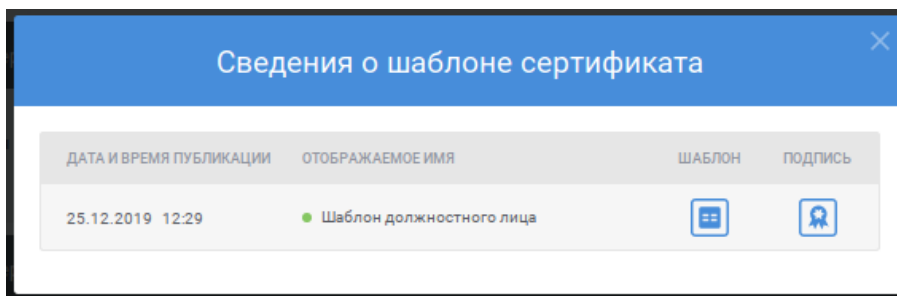 Сведения о шаблоне сертификата
ДАТА И ВРЕМЯ ПУБЛИКАЦИИ ОТОБРАЖАЕМОЕ ИМЯ ШАБЛОН ПОДПИСЬ
25.12.2019 12:29 Шаблон должностного лица